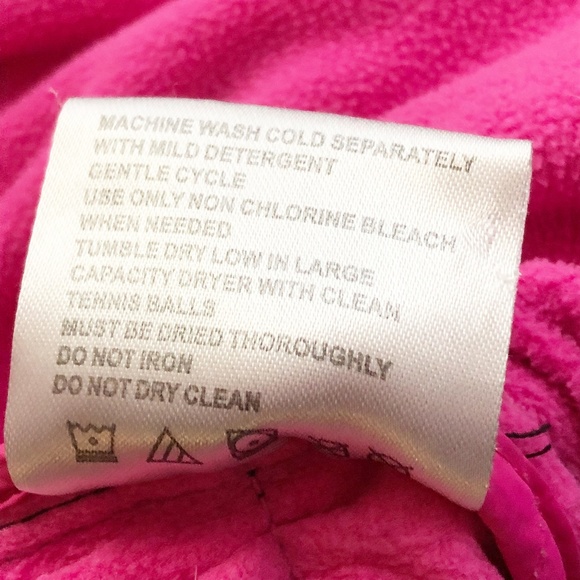 MACHINE WASH COLD SEPARATELY
WITH MILD DETERGENT
GENTLE CYCLE
USE ONLY NON CHLORINE BLEACH
WHEN NEEDED
TUMBLE DRY LOW IN LARGE
CAPACITY DRYER WITH CLEAN
TENNIS BALLS
MUST BE DRIED THOROUGHLY
DO NOT IRON
DO NOT DRY CLEAN